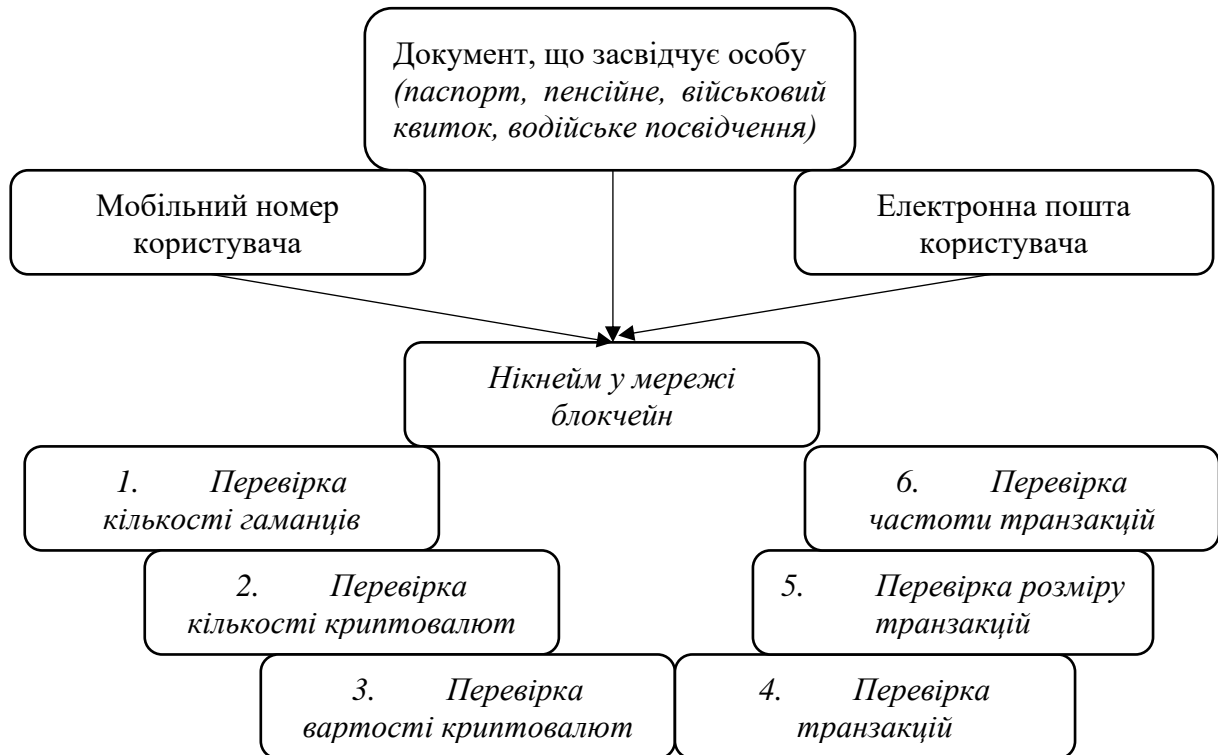 Документ, що засвідчує особу
(паспорт, пенсійне, військовий
квиток, водійське посвідчення)
Мобільний номер
користувача
Електронна пошта
користувача
Нікнейм у мережі
блокчейн
1. Перевірка
кількості гаманців
6. Перевірка
частоти транзакцій
2. Перевірка
кількості криптовалют
5. Перевірка розміру
транзакцій
3. Перевірка
вартості криптовалют
4. Перевірка
транзакцій